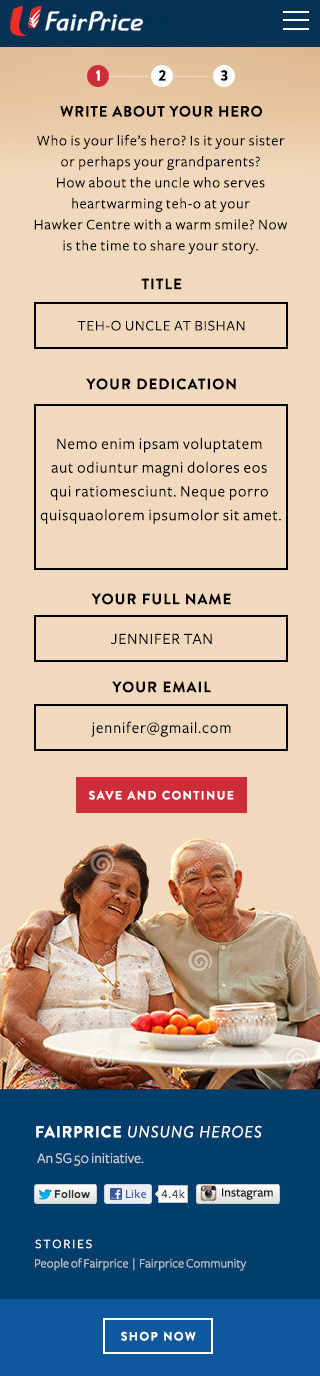 FairPrice
1 2 3
WRITE ABOUT YOUR HERO
Who is your life's hero? Is it your sister
or perhaps your grandparents?
How about the uncle who serves
heartwarming teh-o at your
Hawker Centre with a warm smile? Now
is the time to share your story.
TITLE
TEH-O UNCLE AT BISHAN
YOUR DEDICATION
Nemo enim ipsam voluptatem
aut odiuntur magni dolores eos
qui ratiomesciunt. Neque porro
quisquaolorem ipsumolor sit amet.
YOUR FULL NAME
JENNIFER TAN
YOUR EMAIL
jennifer@gmail.com
SAVE AND CONTINUE
FAIRPRICE UNSUNG HEROES
An SG50 initiative.
Follow Like 4.4k Instagram
STORIES
People of Fairprice | Fairprice Community
SHOP NOW